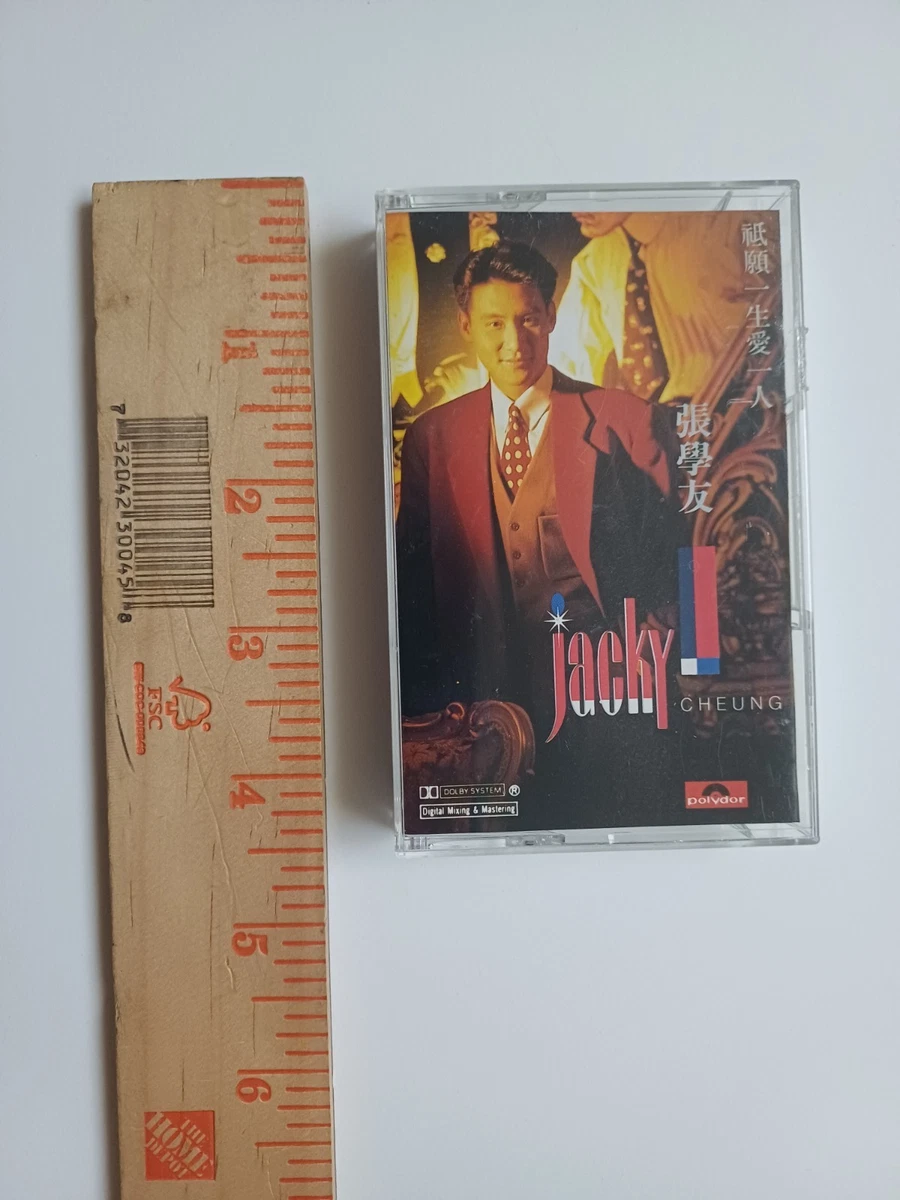 祗願一生愛一人
張學友
jacky
CHEUNG
DOLBY SYSTEM ®
Digital Mixing & Mastering
polydor
1
2
3
4
5
6
7 32042 30045 8
FSC
THE
HOME
DEPOT